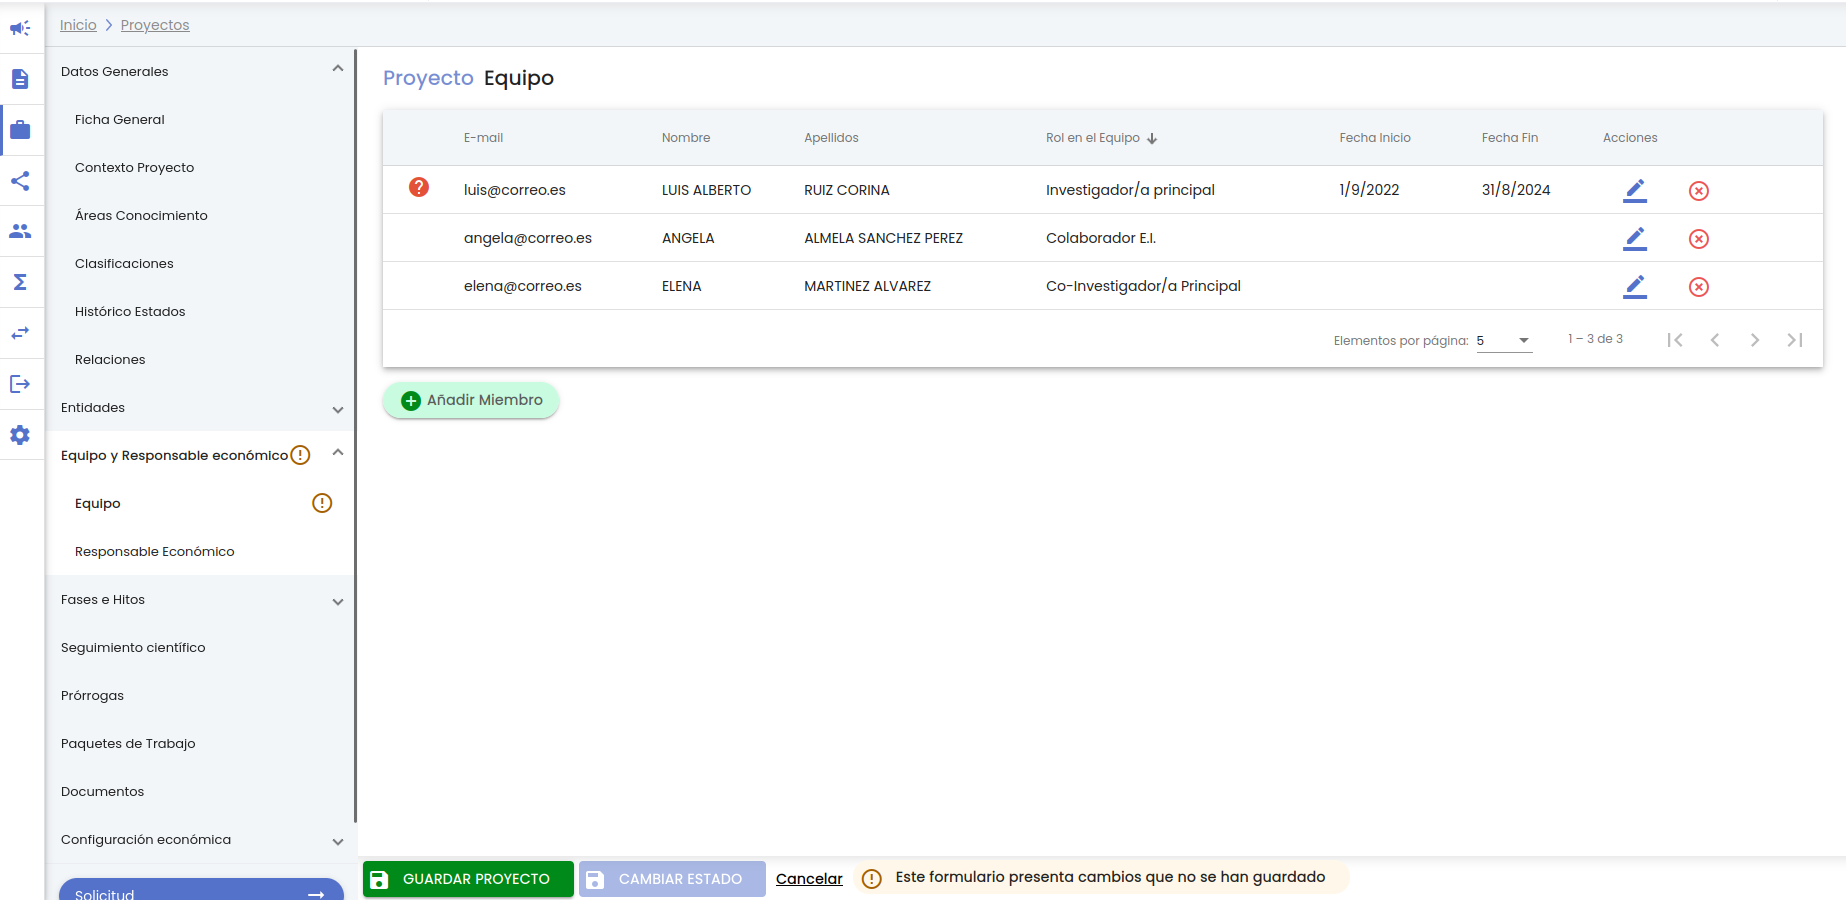 Inicio > Proyectos
Datos Generales
Ficha General
Contexto Proyecto
Áreas Conocimiento
Clasificaciones
Histórico Estados
Relaciones
Entidades
Equipo y Responsable económico
Equipo
Responsable Económico
Fases e Hitos
Seguimiento científico
Prórrogas
Paquetes de Trabajo
Documentos
Configuración económica
Solicitud
Proyecto Equipo
E-mail Nombre Apellidos Rol en el Equipo Fecha Inicio Fecha Fin Acciones
luis@correo.es LUIS ALBERTO RUIZ CORINA Investigador/a principal 1/9/2022 31/8/2024
angela@correo.es ANGELA ALMELA SANCHEZ PEREZ Colaborador E.I.
elena@correo.es ELENA MARTINEZ ALVAREZ Co-Investigador/a Principal
Elementos por página: 5 1 – 3 de 3
Añadir Miembro
GUARDAR PROYECTO CAMBIAR ESTADO Cancelar Este formulario presenta cambios que no se han guardado